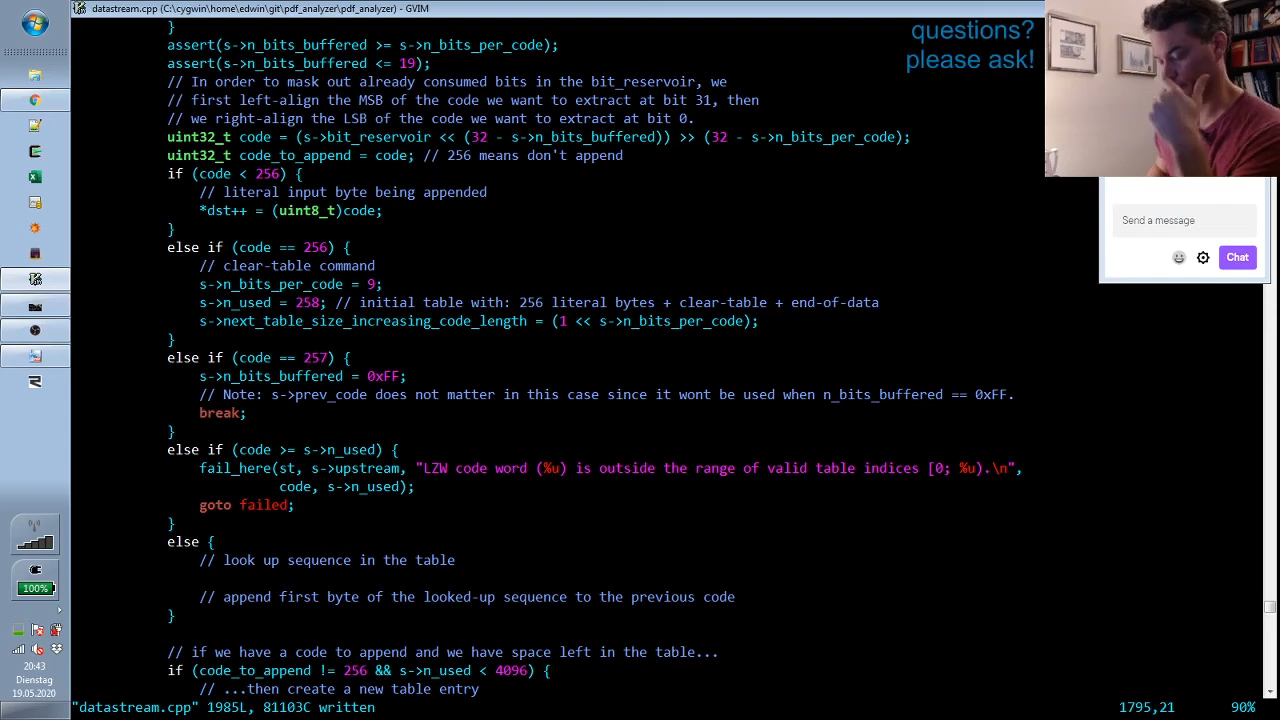 datastream.cpp (C:\cygwin\home\edwin\git\pdf_analyzer\pdf_analyzer) - GVIM
}
assert(s->n_bits_buffered >= s->n_bits_per_code);
assert(s->n_bits_buffered <= 19);
// In order to mask out already consumed bits in the bit_reservoir, we
// first left-align the MSB of the code we want to extract at bit 31, then
// we right-align the LSB of the code we want to extract at bit 0.
uint32_t code = (s->bit_reservoir << (32 - s->n_bits_buffered)) >> (32 - s->n_bits_per_code);
uint32_t code_to_append = code; // 256 means don't append
if (code < 256) {
// literal input byte being appended
*dst++ = (uint8_t)code;
}
else if (code == 256) {
// clear-table command
s->n_bits_per_code = 9;
s->n_used = 258; // initial table with: 256 literal bytes + clear-table + end-of-data
s->next_table_size_increasing_code_length = (1 << s->n_bits_per_code);
}
else if (code == 257) {
s->n_bits_buffered = 0xFF;
// Note: s->prev_code does not matter in this case since it wont be used when n_bits_buffered == 0xFF.
break;
}
else if (code >= s->n_used) {
fail_here(st, s->upstream, "LZW code word (%u) is outside the range of valid table indices [0; %u).\n",
code, s->n_used);
goto failed;
}
else {
// look up sequence in the table
// append first byte of the looked-up sequence to the previous code
}
// if we have a code to append and we have space left in the table...
if (code_to_append != 256 && s->n_used < 4096) {
// ...then create a new table entry
"datastream.cpp" 1985L, 81103C written
1795,21
90%
questions?
please ask!
Send a message
Chat
100%
20:43
Dienstag
19.05.2020